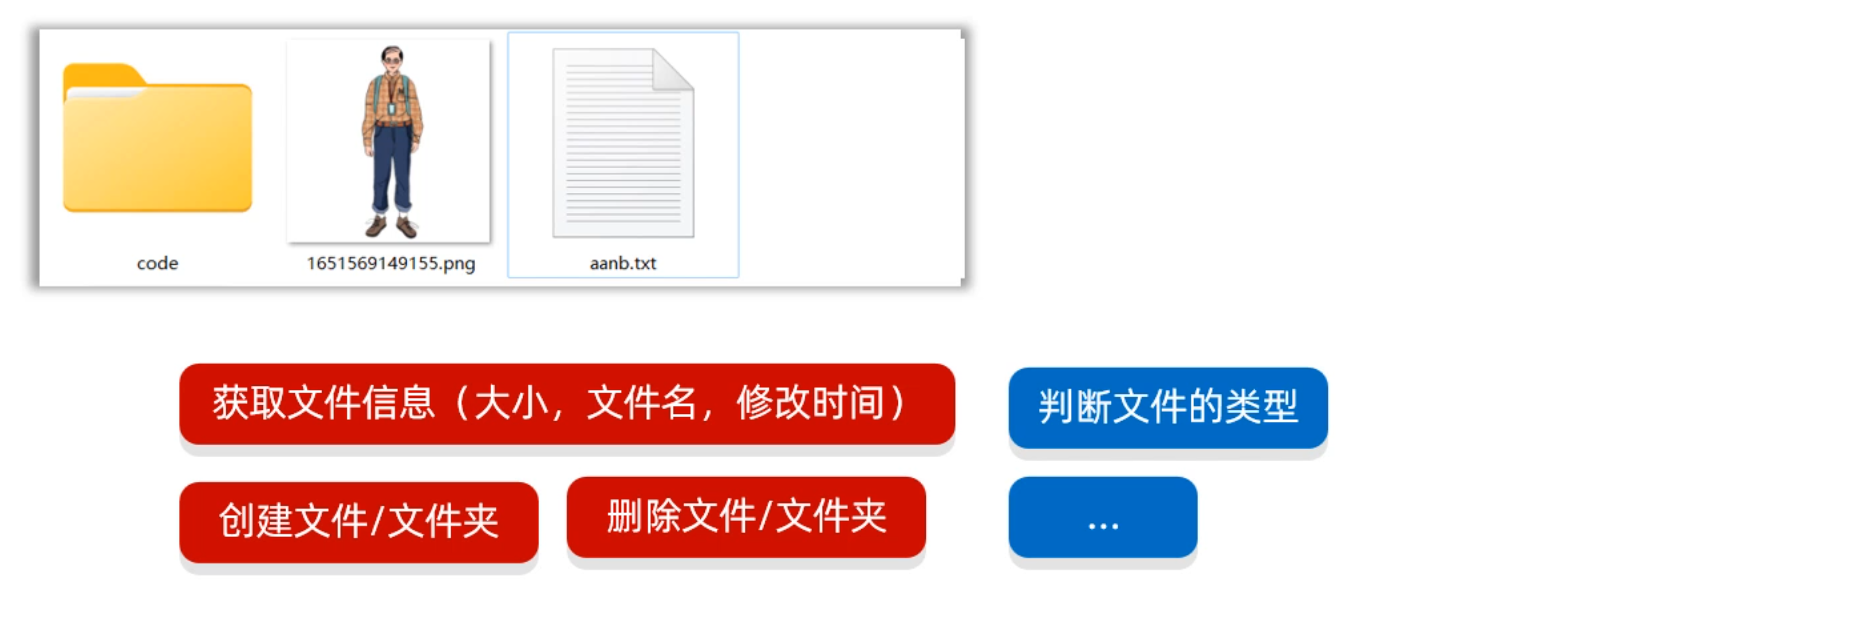 code
1651569149155.png
aanb.txt
获取文件信息（大小，文件名，修改时间）
判断文件的类型
创建文件/文件夹
删除文件/文件夹
...